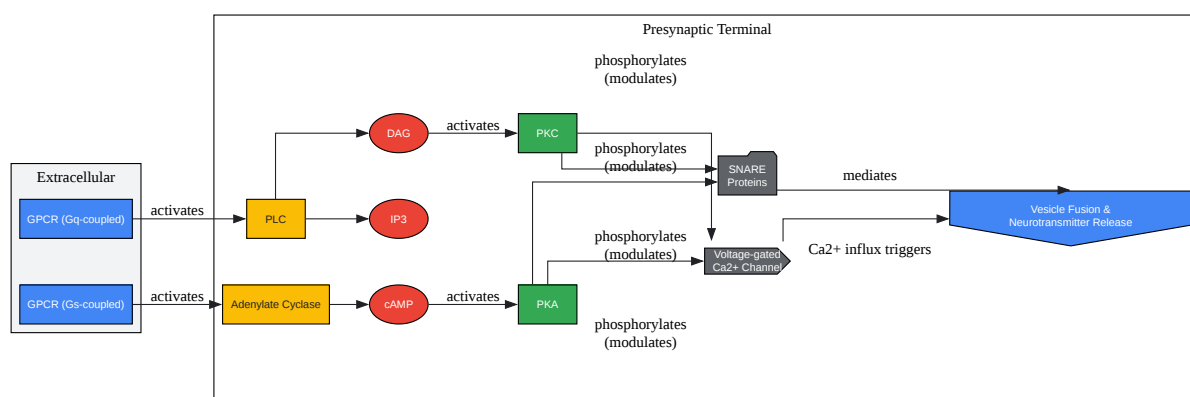 Presynaptic Terminal
phosphorylates
(modulates)
DAG
activates
PKC
phosphorylates
(modulates)
SNARE
Proteins
mediates
Extracellular
GPCR (Gq-coupled)
activates
PLC
IP3
Vesicle Fusion &
Neurotransmitter Release
phosphorylates
(modulates)
Voltage-gated
Ca2+ Channel
Ca2+ influx triggers
GPCR (Gs-coupled)
activates
Adenylate Cyclase
cAMP
activates
PKA
phosphorylates
(modulates)